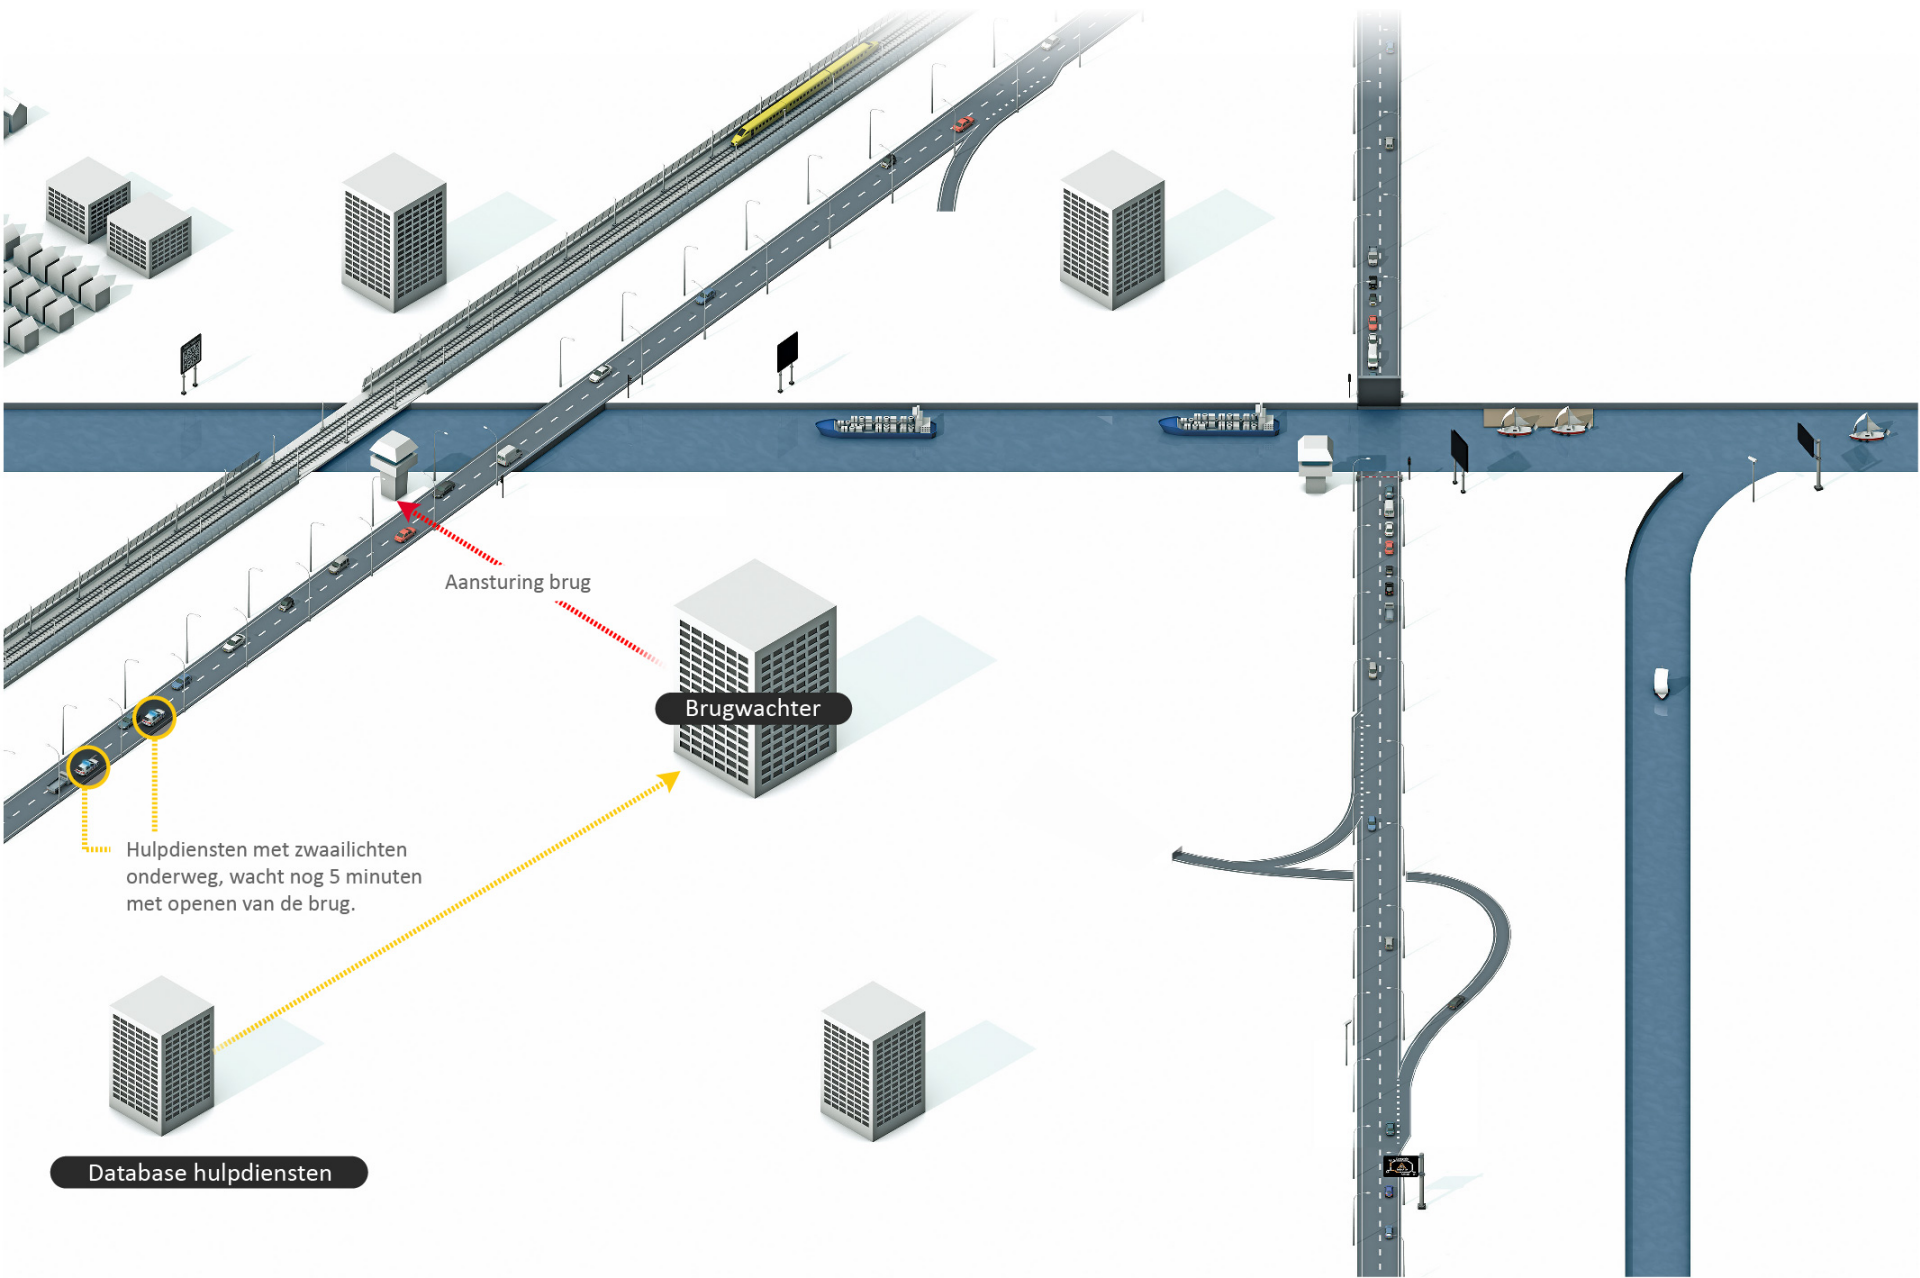 Aansturing brug
Brugwachter
Hulpdiensten met zwaailichten
onderweg, wacht nog 5 minuten
met openen van de brug.
Database hulpdiensten